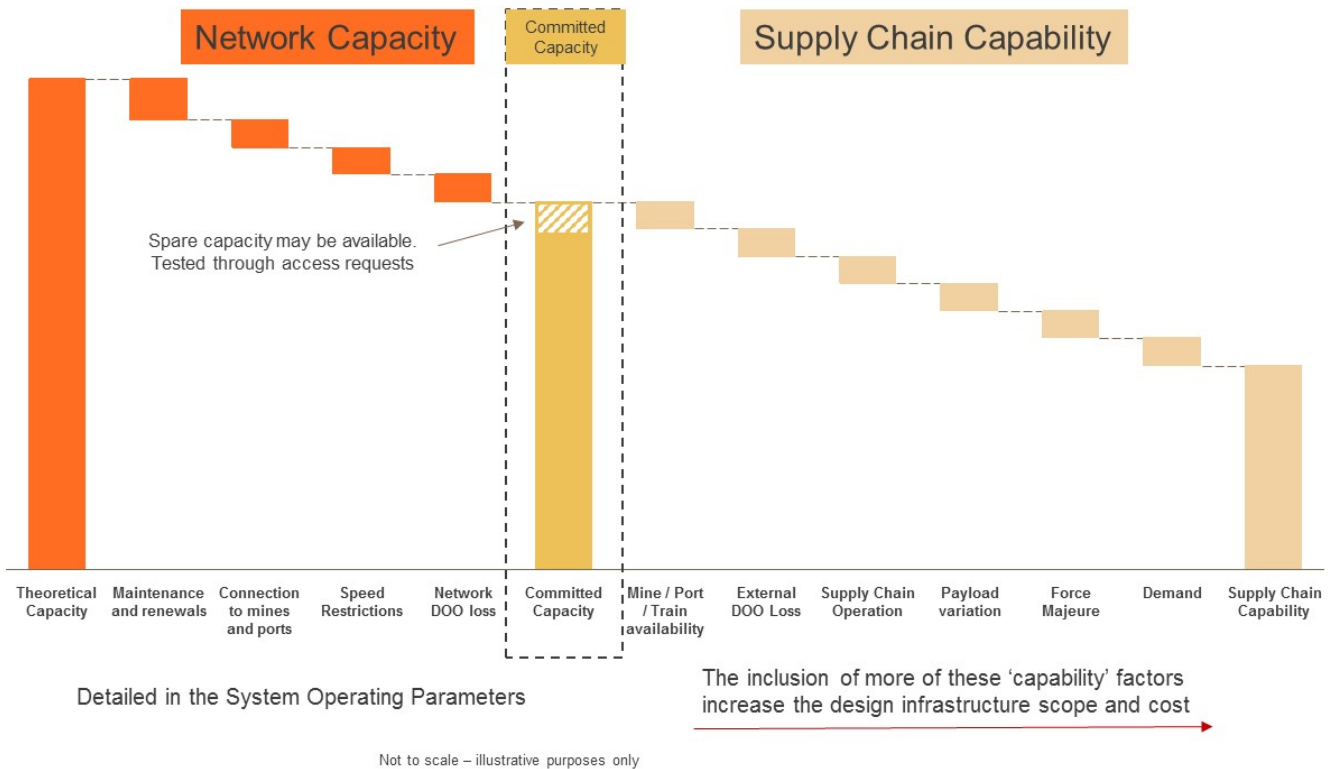 Network Capacity
Committed
Capacity
Supply Chain Capability
Spare capacity may be available.
Tested through access requests
Theoretical
Capacity
Maintenance
and renewals
Connection
to mines
and ports
Speed
Restrictions
Network
DOO loss
Committed
Capacity
Mine / Port
/ Train
availability
External
DOO Loss
Supply Chain
Operation
Payload
variation
Force
Majeure
Demand
Supply Chain
Capability
Detailed in the System Operating Parameters
The inclusion of more of these ‘capability’ factors
increase the design infrastructure scope and cost
Not to scale – illustrative purposes only